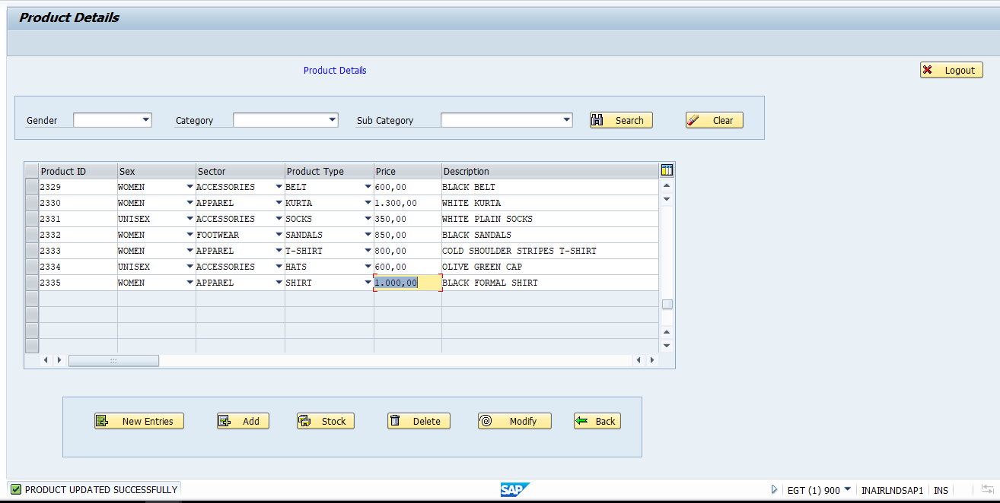 Product Details
Product Details
Logout
Gender Category Sub Category Search Clear
Product ID Sex Sector Product Type Price Description
2329 WOMEN ACCESSORIES BELT 600,00 BLACK BELT
2330 WOMEN APPAREL KURTA 1.300,00 WHITE KURTA
2331 UNISEX ACCESSORIES SOCKS 350,00 WHITE PLAIN SOCKS
2332 WOMEN FOOTWEAR SANDALS 850,00 BLACK SANDALS
2333 WOMEN APPAREL T-SHIRT 800,00 COLD SHOULDER STRIPES T-SHIRT
2334 UNISEX ACCESSORIES HATS 600,00 OLIVE GREEN CAP
2335 WOMEN APPAREL SHIRT 1.000,00 BLACK FORMAL SHIRT
New Entries Add Stock Delete Modify Back
PRODUCT UPDATED SUCCESSFULLY SAP EGT (1) 900 INAIRLNDSAP1 INS